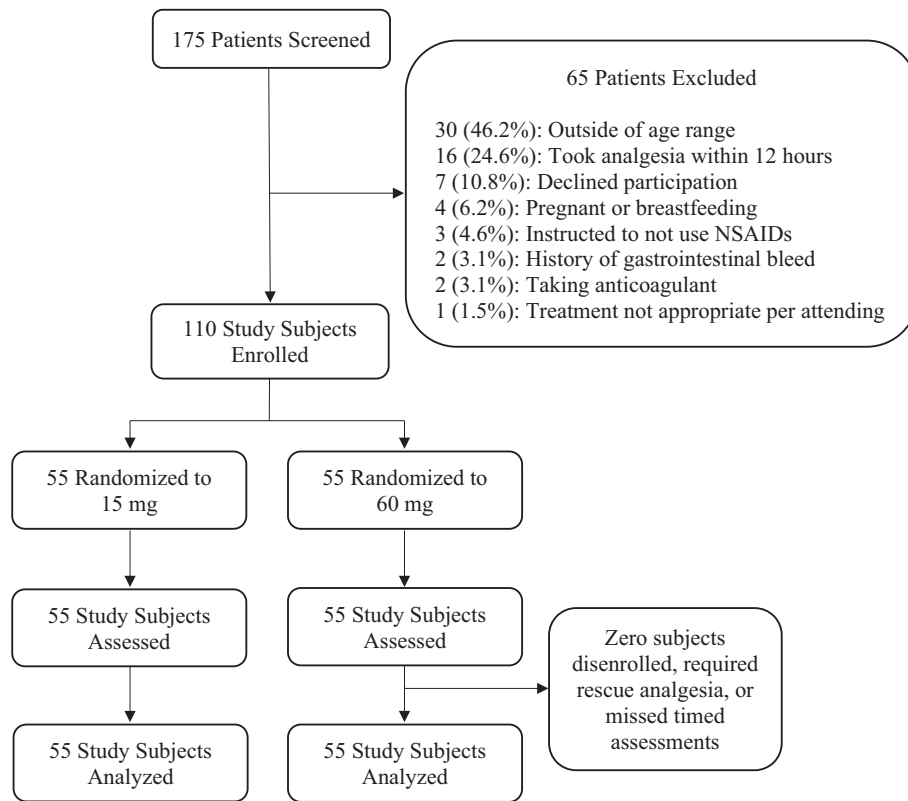 175 Patients Screened
65 Patients Excluded
30 (46.2%): Outside of age range
16 (24.6%): Took analgesia within 12 hours
7 (10.8%): Declined participation
4 (6.2%): Pregnant or breastfeeding
3 (4.6%): Instructed to not use NSAIDs
2 (3.1%): History of gastrointestinal bleed
2 (3.1%): Taking anticoagulant
1 (1.5%): Treatment not appropriate per attending
110 Study Subjects
Enrolled
55 Randomized to
15 mg
55 Randomized to
60 mg
55 Study Subjects
Assessed
55 Study Subjects
Assessed
Zero subjects
disenrolled, required
rescue analgesia, or
missed timed
assessments
55 Study Subjects
Analyzed
55 Study Subjects
Analyzed